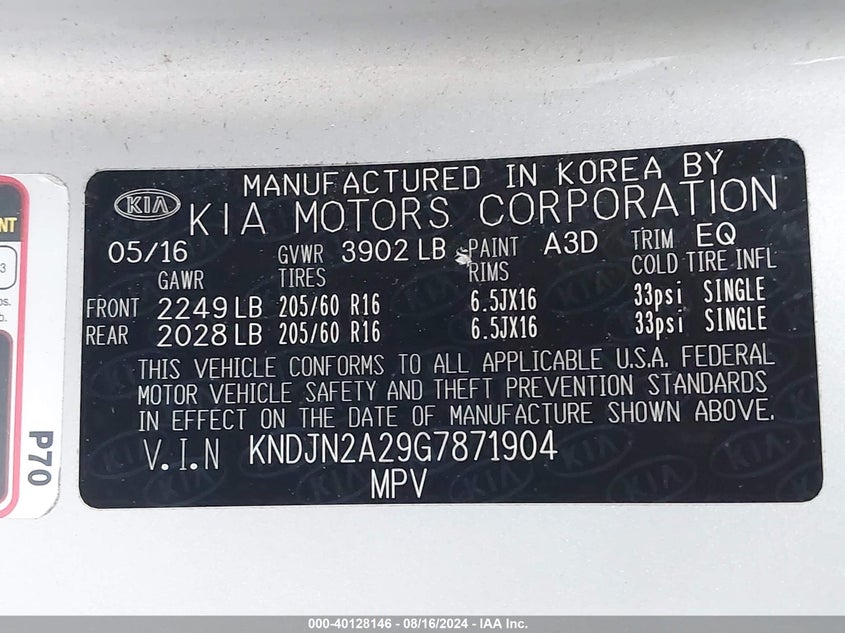 MANUFACTURED IN KOREA BY
KIA
KIA MOTORS CORPORATION
05/16 GVWR 3902 LB PAINT A3D TRIM EQ
GAWR TIRES RIMS COLD TIRE INFL
FRONT 2249 LB 205/60 R16 6.5JX16 33psi SINGLE
REAR 2028 LB 205/60 R16 6.5JX16 33psi SINGLE
THIS VEHICLE CONFORMS TO ALL APPLICABLE U.S.A. FEDERAL
MOTOR VEHICLE SAFETY AND THEFT PREVENTION STANDARDS
IN EFFECT ON THE DATE OF MANUFACTURE SHOWN ABOVE.
V.I.N KNDJN2A29G7871904
MPV
P70
000-40128146 - 08/16/2024 - IAA Inc.